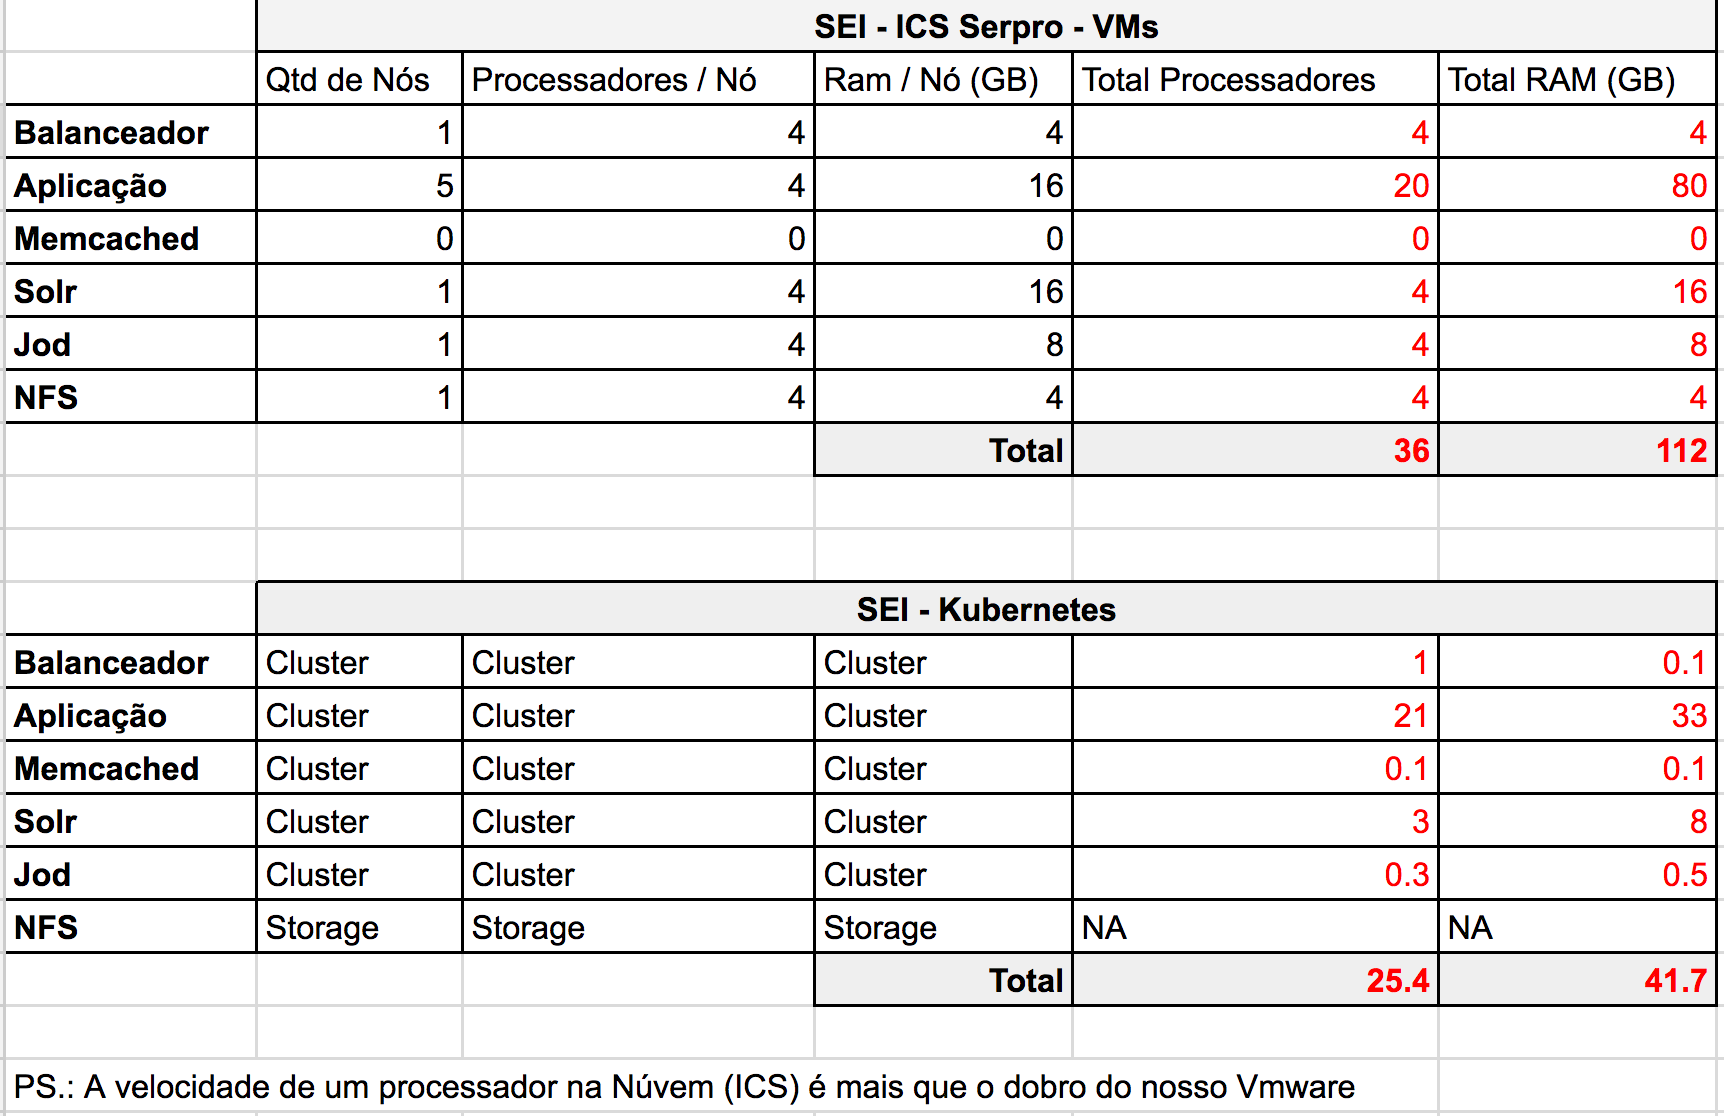 SEI - ICS Serpro - VMs
Qtd de Nós Processadores / Nó Ram / Nó (GB) Total Processadores Total RAM (GB)
Balanceador 1 4 4 4 4
Aplicação 5 4 16 20 80
Memcached 0 0 0 0 0
Solr 1 4 16 4 16
Jod 1 4 8 4 8
NFS 1 4 4 4 4
Total 36 112
SEI - Kubernetes
Balanceador Cluster Cluster Cluster 1 0.1
Aplicação Cluster Cluster Cluster 21 33
Memcached Cluster Cluster Cluster 0.1 0.1
Solr Cluster Cluster Cluster 3 8
Jod Cluster Cluster Cluster 0.3 0.5
NFS Storage Storage Storage NA NA
Total 25.4 41.7
PS.: A velocidade de um processador na Núvem (ICS) é mais que o dobro do nosso Vmware